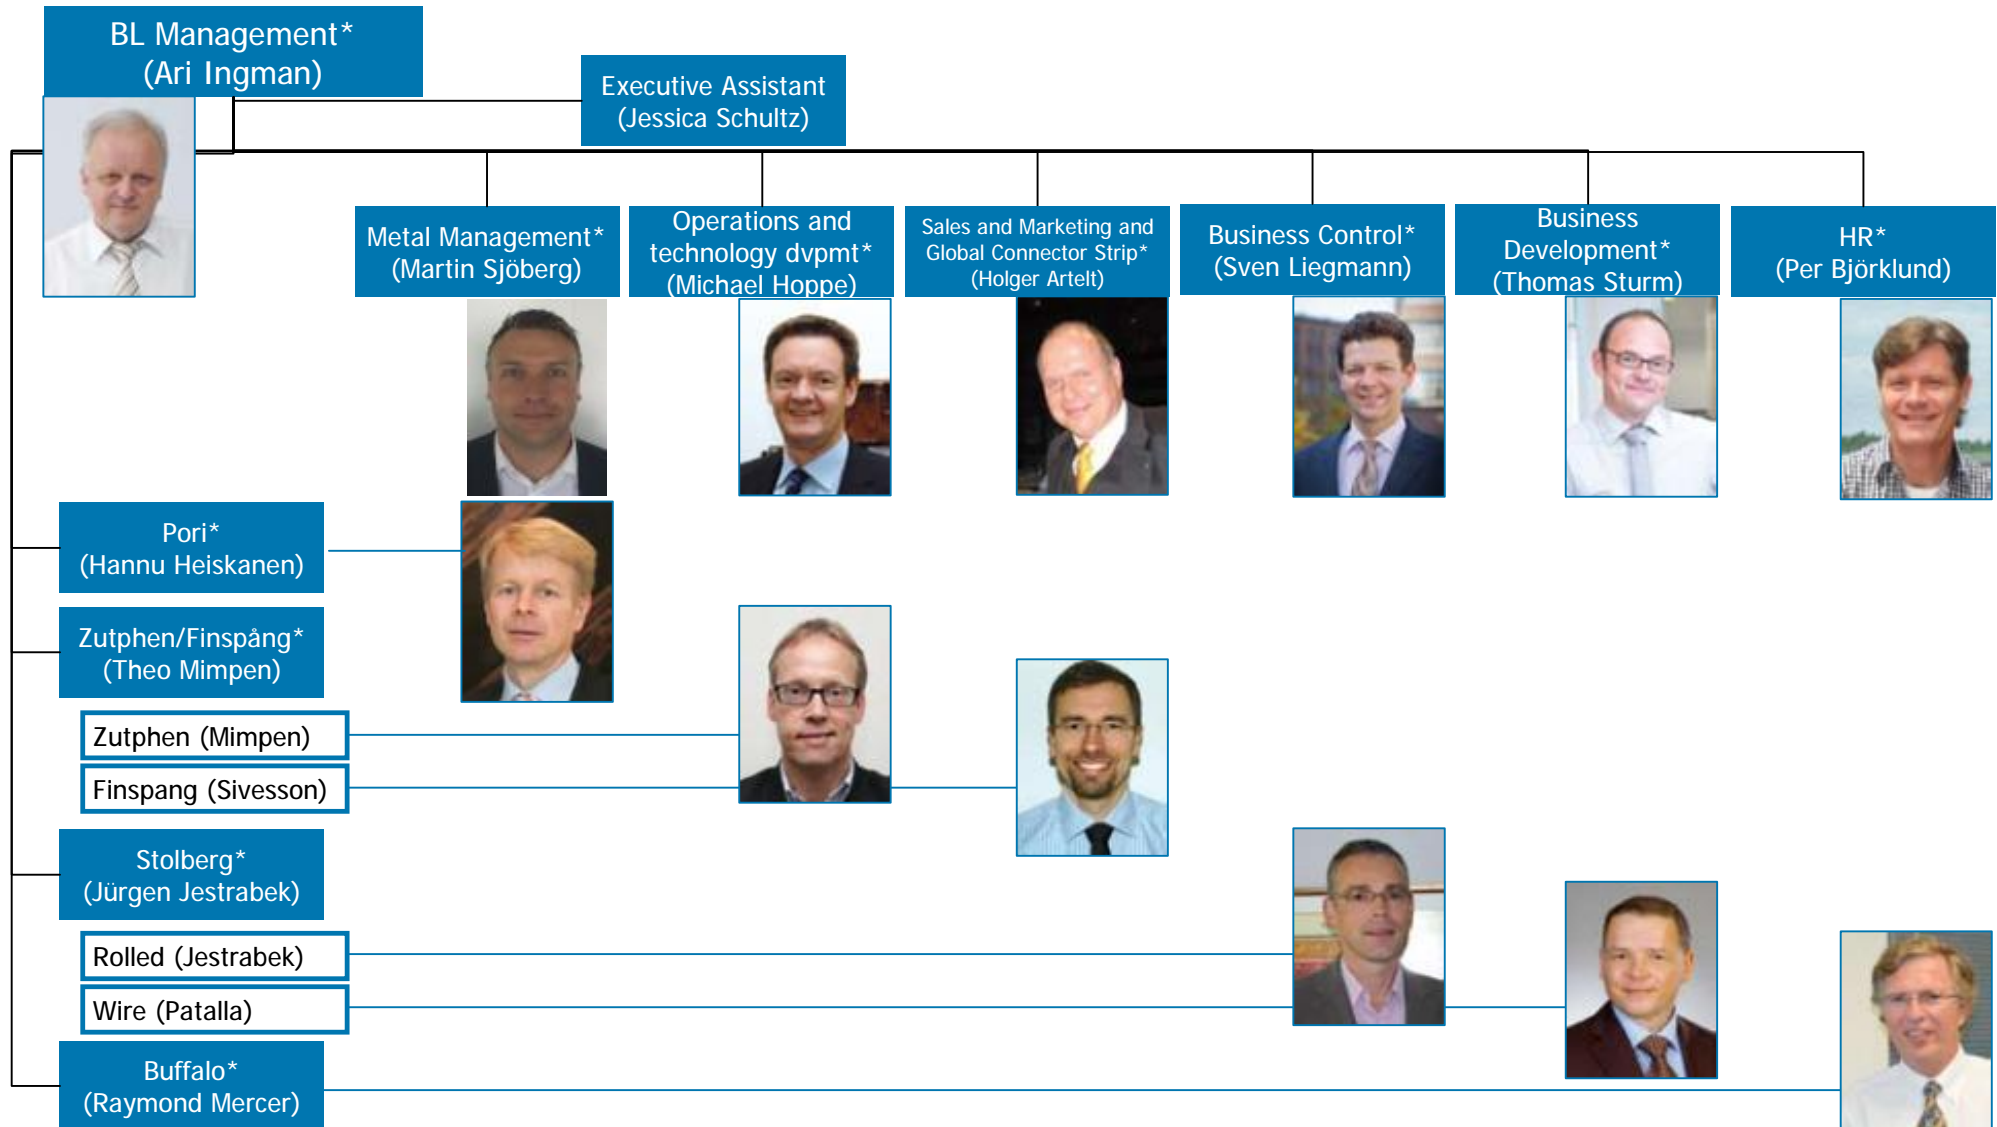 BL Management*
(Ari Ingman)
Executive Assistant
(Jessica Schultz)
Metal Management*
(Martin Sjöberg)
Operations and
technology dvpmt*
(Michael Hoppe)
Sales and Marketing and
Global Connector Strip*
(Holger Artelt)
Business Control*
(Sven Liegmann)
Business
Development*
(Thomas Sturm)
HR*
(Per Björklund)
Pori*
(Hannu Heiskanen)
Zutphen/Finspång*
(Theo Mimpen)
Zutphen (Mimpen)
Finspang (Sivesson)
Stolberg*
(Jürgen Jestrabek)
Rolled (Jestrabek)
Wire (Patalla)
Buffalo*
(Raymond Mercer)